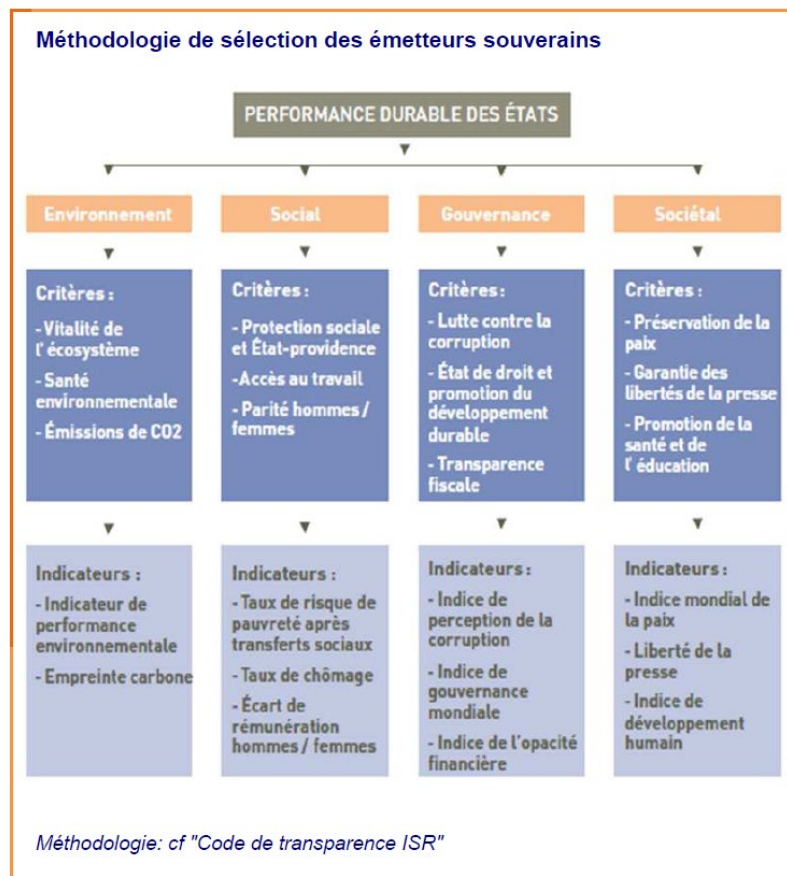 Méthodologie de sélection des émetteurs souverains
PERFORMANCE DURABLE DES ÉTATS
Environnement
Social
Gouvernance
Sociétal
Critères :
- Vitalité de
l'écosystème
- Santé
environnementale
- Émissions de CO2
Critères :
- Protection sociale
et État-providence
-Accès au travail
- Parité hommes /
femmes
Critères :
- Lutte contre la
corruption
- État de droit et
promotion du
développement
durable
- Transparence
fiscale
Critères :
- Préservation de la
paix
- Garantie des
libertés de la presse
- Promotion de la
santé et de
l'éducation
Indicateurs :
- Indicateur de
performance
environnementale
- Empreinte carbone
Indicateurs :
- Taux de risque de
pauvreté après
transferts sociaux
- Taux de chômage
- Écart de
rémunération
hommes / femmes
Indicateurs :
- Indice de
perception de la
corruption
- Indice de
gouvernance
mondiale
- Indice de l'opacité
financière
Indicateurs :
- Indice mondial de
la paix
- Liberté de la
presse
- Indice de
développement
humain
Méthodologie: cf "Code de transparence ISR"